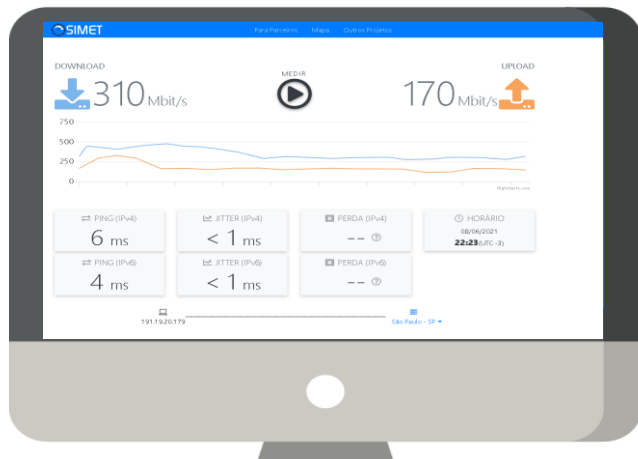 SIMET
Para Parceiros Mapa Outros Projetos
DOWNLOAD
310 Mbit/s
MEDIR
UPLOAD
170 Mbit/s
750
500
250
0
Highcharts.com
PING (IPv4)
6 ms
JITTER (IPv4)
< 1 ms
PERDA (IPv4)
--
HORÁRIO
08/06/2021
22:23 (UTC -3)
PING (IPv6)
4 ms
JITTER (IPv6)
< 1 ms
PERDA (IPv6)
--
191.19.20.179
São Paulo - SP